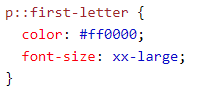 p::first-letter {
  color: #ff0000;
  font-size: xx-large;
}